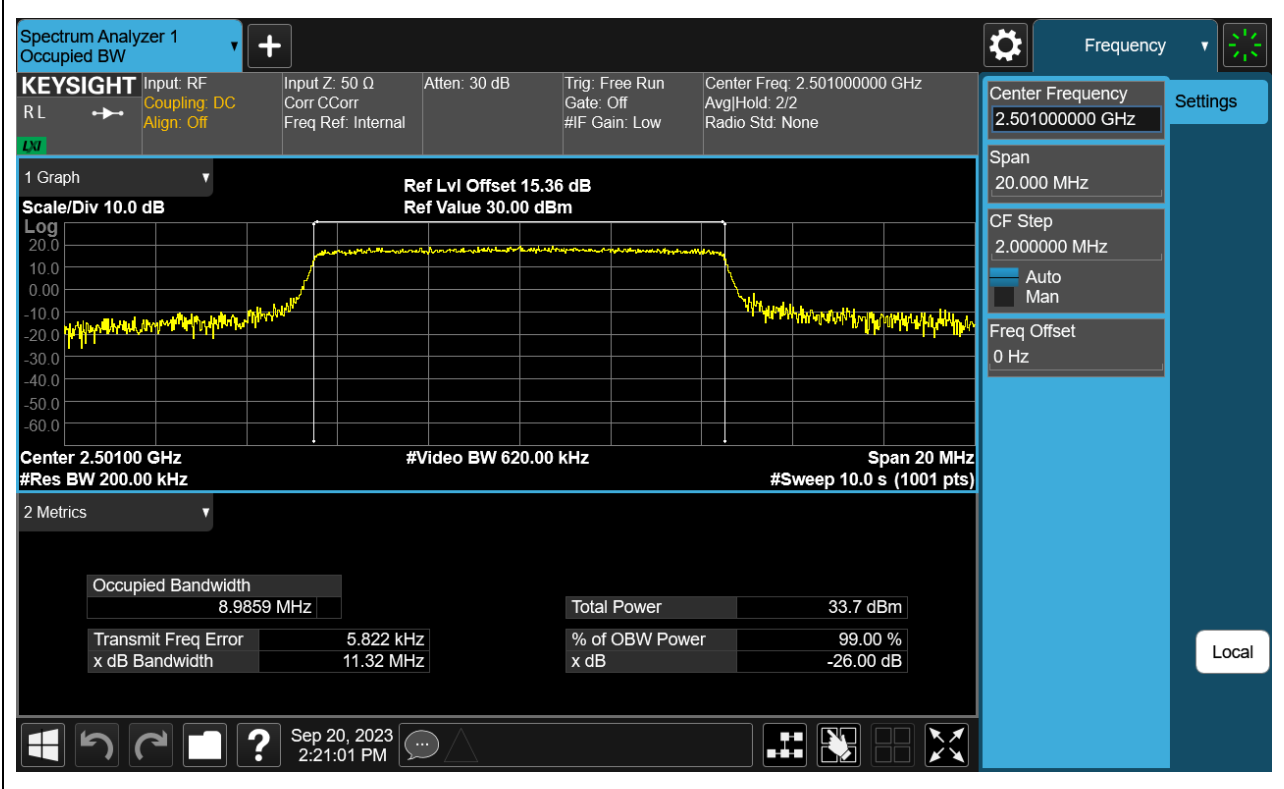 Spectrum Analyzer 1
Occupied BW
Frequency
KEYSIGHT
R L
LXI
Input: RF
Coupling: DC
Align: Off
Input Z: 50 Ω
Corr CCorr
Freq Ref: Internal
Atten: 30 dB
Trig: Free Run
Gate: Off
#IF Gain: Low
Center Freq: 2.501000000 GHz
Avg|Hold: 2/2
Radio Std: None
Center Frequency
2.501000000 GHz
Settings
Span
20.000 MHz
CF Step
2.000000 MHz
Auto
Man
Freq Offset
0 Hz
Local
1 Graph
Scale/Div 10.0 dB
Ref Lvl Offset 15.36 dB
Ref Value 30.00 dBm
Log
20.0
10.0
0.00
-10.0
-20.0
-30.0
-40.0
-50.0
-60.0
Center 2.50100 GHz
#Video BW 620.00 kHz
Span 20 MHz
#Res BW 200.00 kHz
#Sweep 10.0 s (1001 pts)
2 Metrics
Occupied Bandwidth
8.9859 MHz
Total Power 33.7 dBm
Transmit Freq Error 5.822 kHz
% of OBW Power 99.00 %
x dB Bandwidth 11.32 MHz
x dB -26.00 dB
?
Sep 20, 2023
2:21:01 PM